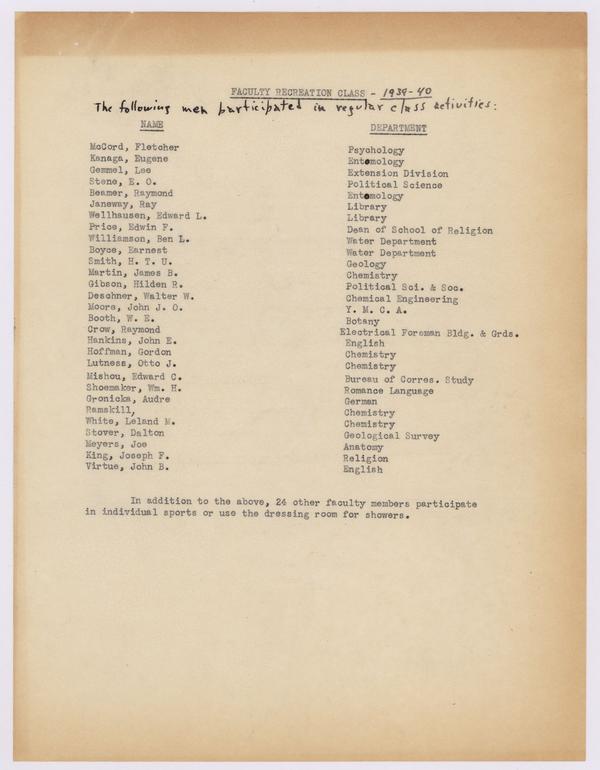 FACULTY RECREATION CLASS - 1939-40
The following men participated in regular class activities:
NAME DEPARTMENT
McCord, Fletcher Psychology
Kanaga, Eugene Entomology
Gemmel, Lee Extension Division
Stene, E. O. Political Science
Beamer, Raymond Entomology
Janeway, Ray Library
Wellhausen, Edward L. Library
Price, Edwin F. Dean of School of Religion
Williamson, Ben L. Water Department
Boyce, Earnest Water Department
Smith, H. T. U. Geology
Martin, James B. Chemistry
Gibson, Hilden R. Political Sci. & Soc.
Deschner, Walter W. Chemical Engineering
Moore, John J. O. Y. M. C. A.
Booth, W. E. Botany
Crow, Raymond Electrical Foreman Bldg. & Grds.
Hankins, John E. English
Hoffman, Gordon Chemistry
Lutness, Otto J. Chemistry
Mishou, Edward C. Bureau of Corres. Study
Shoemaker, Wm. H. Romance Language
Gronicka, Audre German
Ramskill, Chemistry
White, Leland M. Chemistry
Stover, Dalton Geological Survey
Meyers, Joe Anatomy
King, Joseph F. Religion
Virtue, John B. English
In addition to the above, 24 other faculty members participate
in individual sports or use the dressing room for showers.